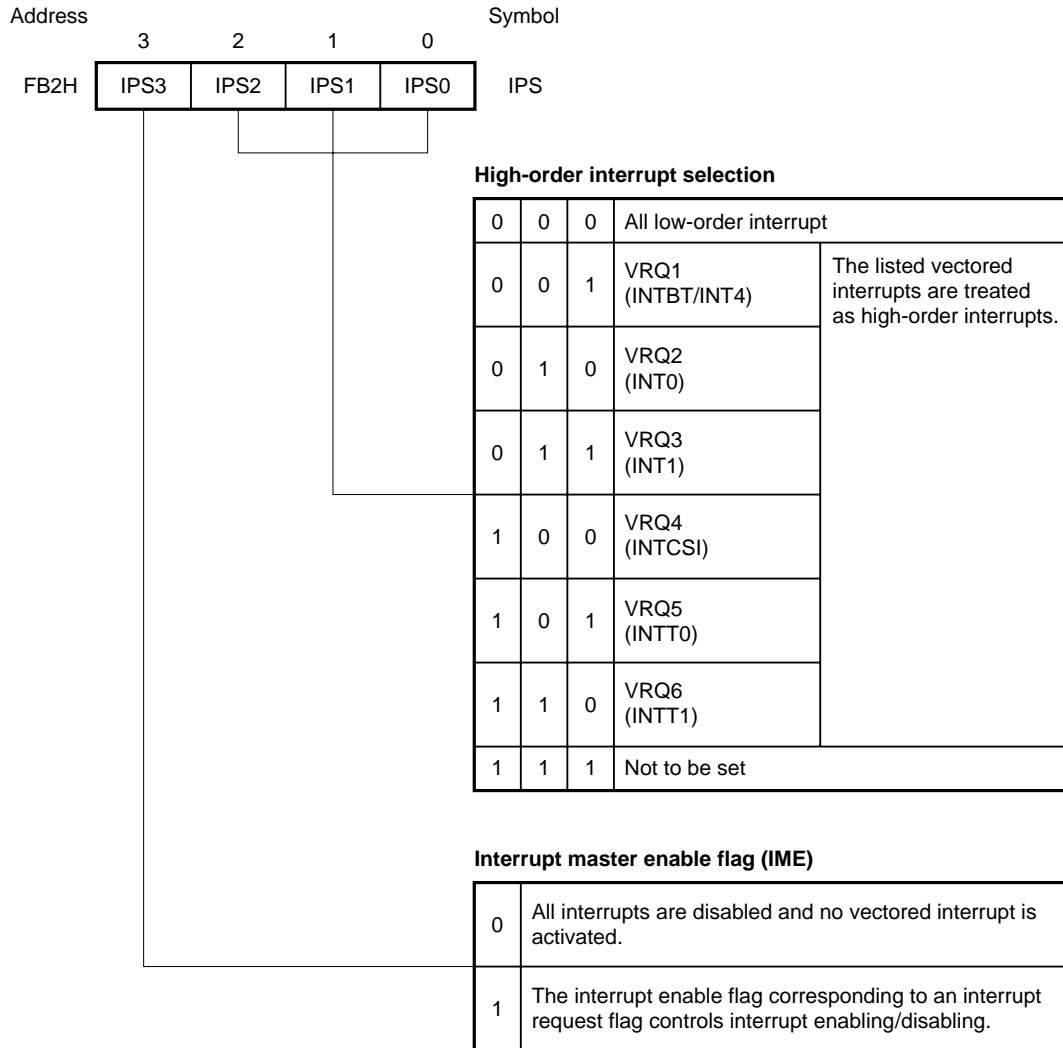 Address Symbol
3 2 1 0
FB2H IPS3 IPS2 IPS1 IPS0 IPS
High-order interrupt selection
0 0 0 All low-order interrupt
0 0 1 VRQ1
(INTBT/INT4)
The listed vectored
interrupts are treated
as high-order interrupts.
0 1 0 VRQ2
(INT0)
0 1 1 VRQ3
(INT1)
1 0 0 VRQ4
(INTCSI)
1 0 1 VRQ5
(INTT0)
1 1 0 VRQ6
(INTT1)
1 1 1 Not to be set
Interrupt master enable flag (IME)
0 All interrupts are disabled and no vectored interrupt is
activated.
1 The interrupt enable flag corresponding to an interrupt
request flag controls interrupt enabling/disabling.